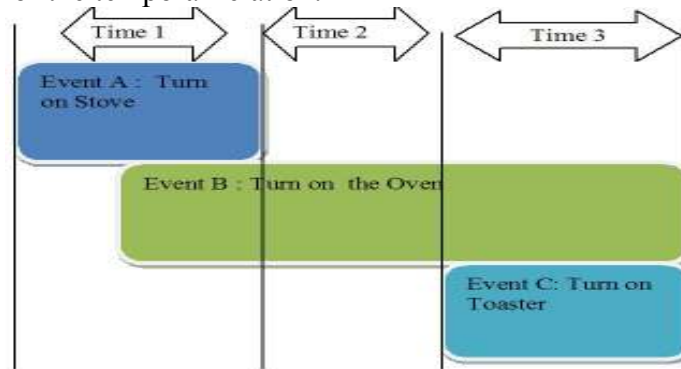 Time 1
Time 2
Time 3
Event A : Turn
on Stove
Event B : Turn on the Oven
Event C: Turn on
Toaster